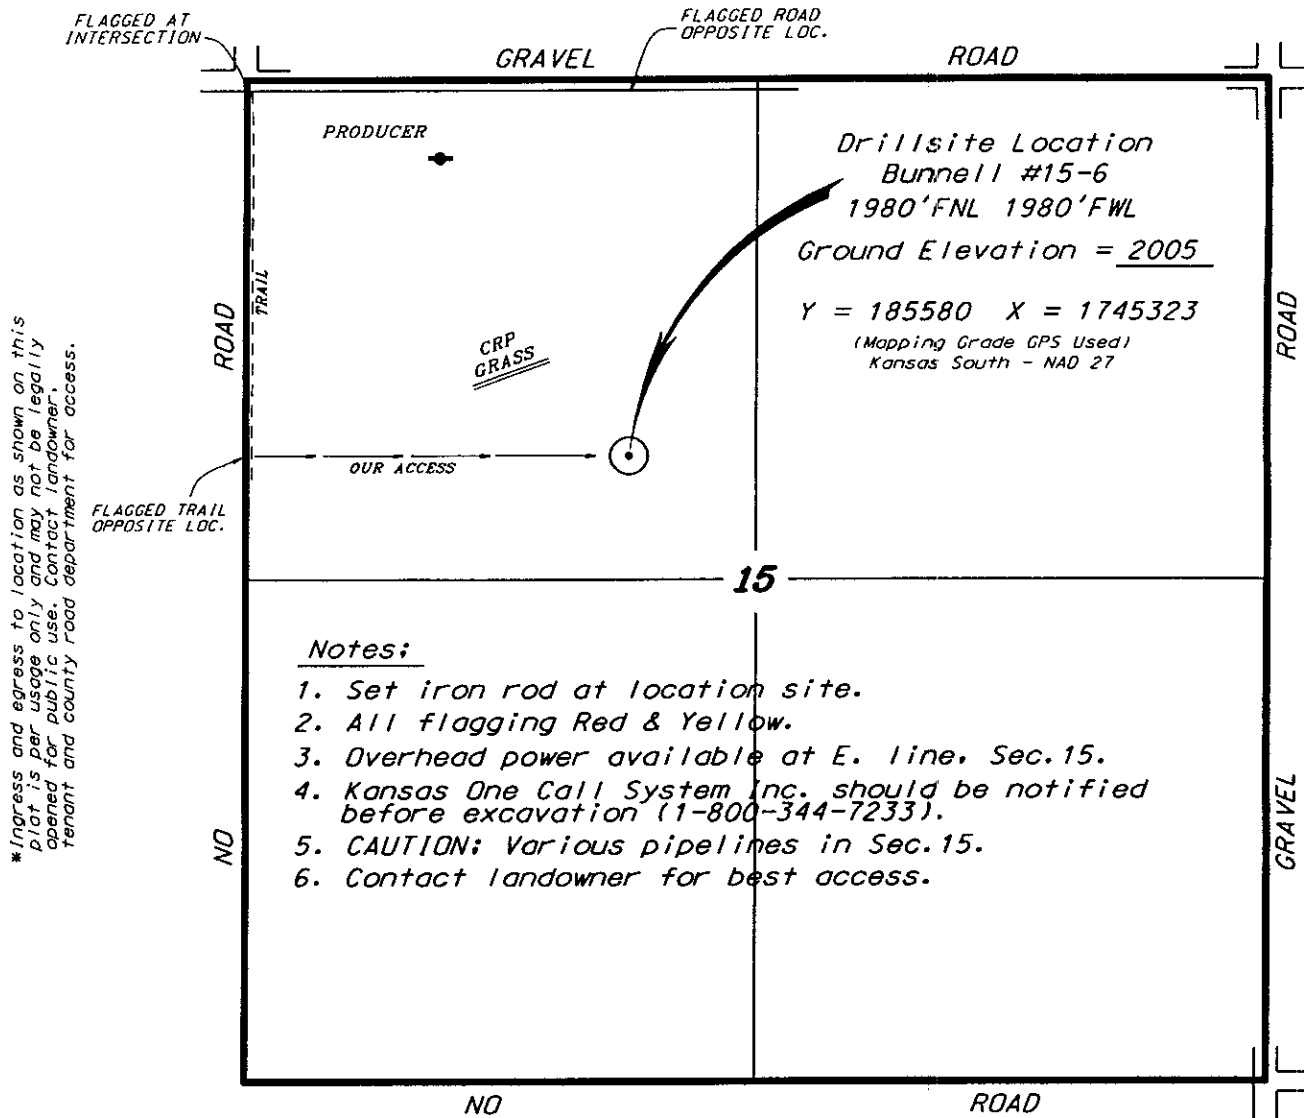 FLAGGED AT
INTERSECTION
FLAGGED ROAD
OPPOSITE LOC.
GRAVEL ROAD
PRODUCER
TRAIL
ROAD
Drillsite Location
Bunnell #15-6
1980'FNL 1980'FWL
Ground Elevation = 2005
Y = 185580 X = 1745323
(Mapping Grade GPS Used)
Kansas South - NAD 27
ROAD
CRP
GRASS
OUR ACCESS
FLAGGED TRAIL
OPPOSITE LOC.
*Ingress and egress to location as shown on this
plat is per usage only and may not be legally
opened for public use. Contact landowner,
tenant and county road department for access.
15
Notes:
1. Set iron rod at location site.
2. All flagging Red & Yellow.
3. Overhead power available at E. line, Sec.15.
4. Kansas One Call System Inc. should be notified
before excavation (1-800-344-7233).
5. CAUTION: Various pipelines in Sec.15.
6. Contact landowner for best access.
NO
GRAVEL
NO ROAD